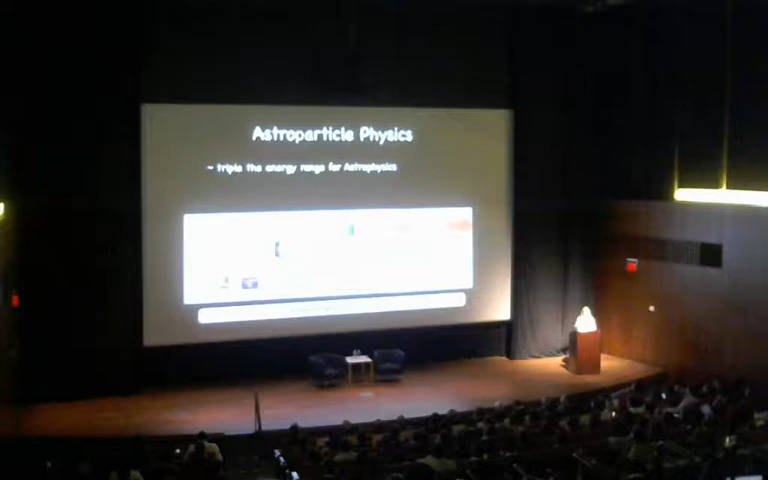 Astroparticle Physics
~ triple the energy range for Astrophysics